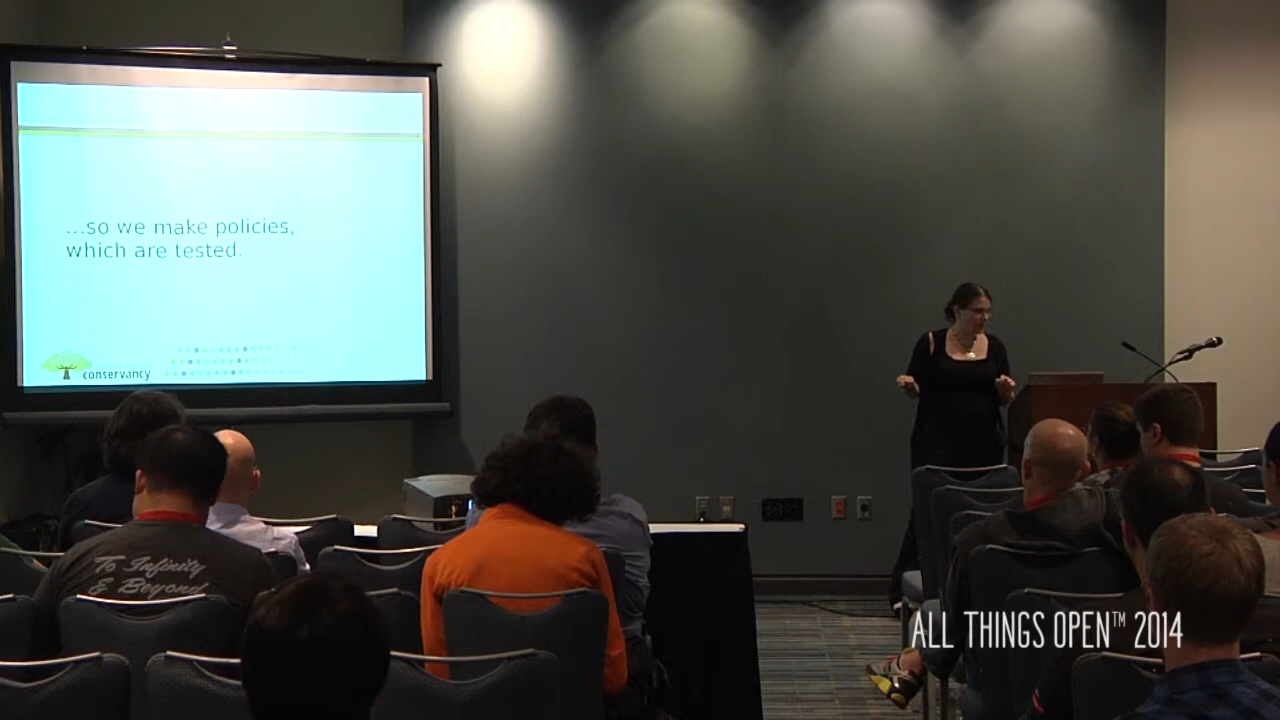 ...so we make policies,
which are tested.
conservancy
To Infinity
& Beyond
ALL THINGS OPEN™ 2014